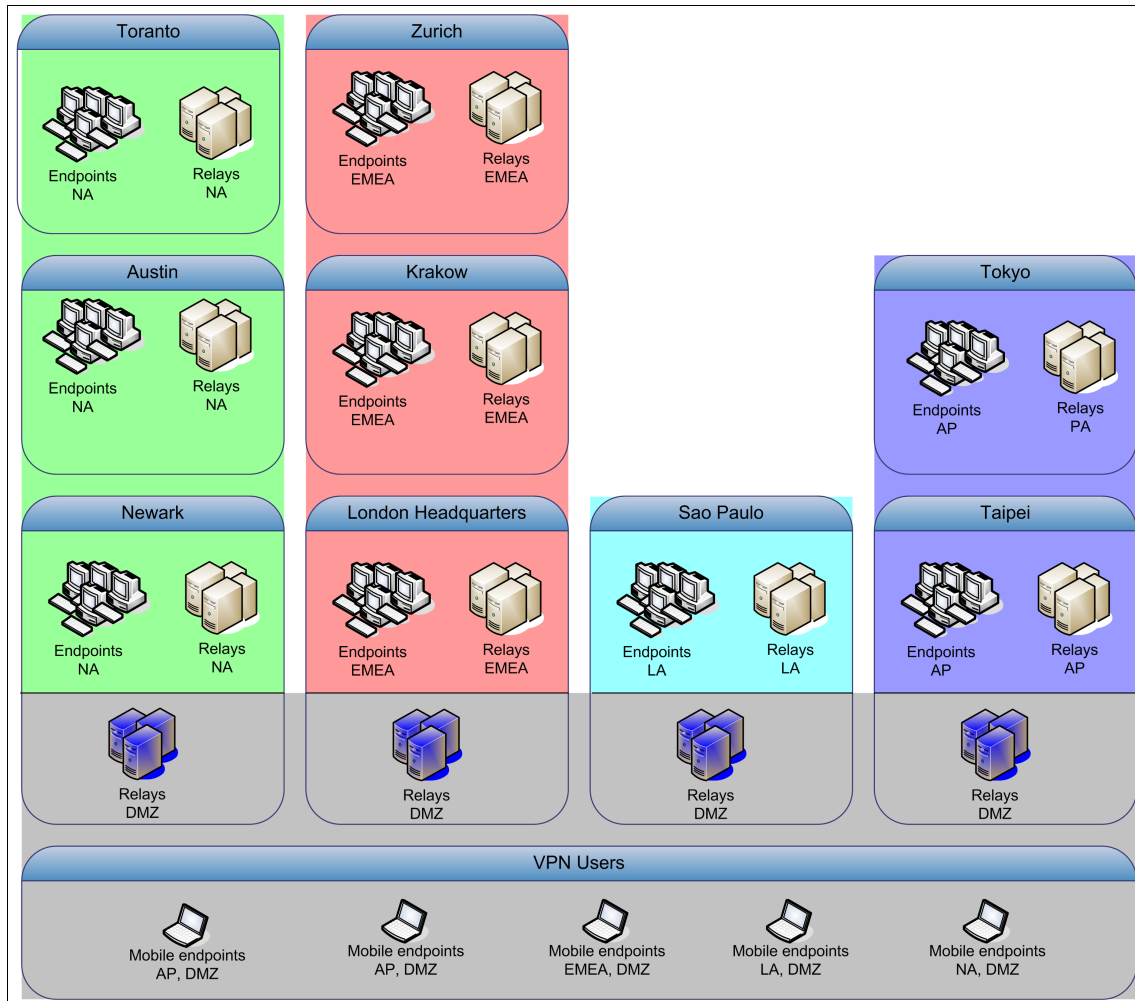 Toranto
Endpoints
NA
Relays
NA
Zurich
Endpoints
EMEA
Relays
EMEA
Austin
Endpoints
NA
Relays
NA
Krakow
Endpoints
EMEA
Relays
EMEA
Tokyo
Endpoints
AP
Relays
PA
Newark
Endpoints
NA
Relays
NA
London Headquarters
Endpoints
EMEA
Relays
EMEA
Sao Paulo
Endpoints
LA
Relays
LA
Taipei
Endpoints
AP
Relays
AP
Relays
DMZ
Relays
DMZ
Relays
DMZ
Relays
DMZ
VPN Users
Mobile endpoints
AP, DMZ
Mobile endpoints
AP, DMZ
Mobile endpoints
EMEA, DMZ
Mobile endpoints
LA, DMZ
Mobile endpoints
NA, DMZ